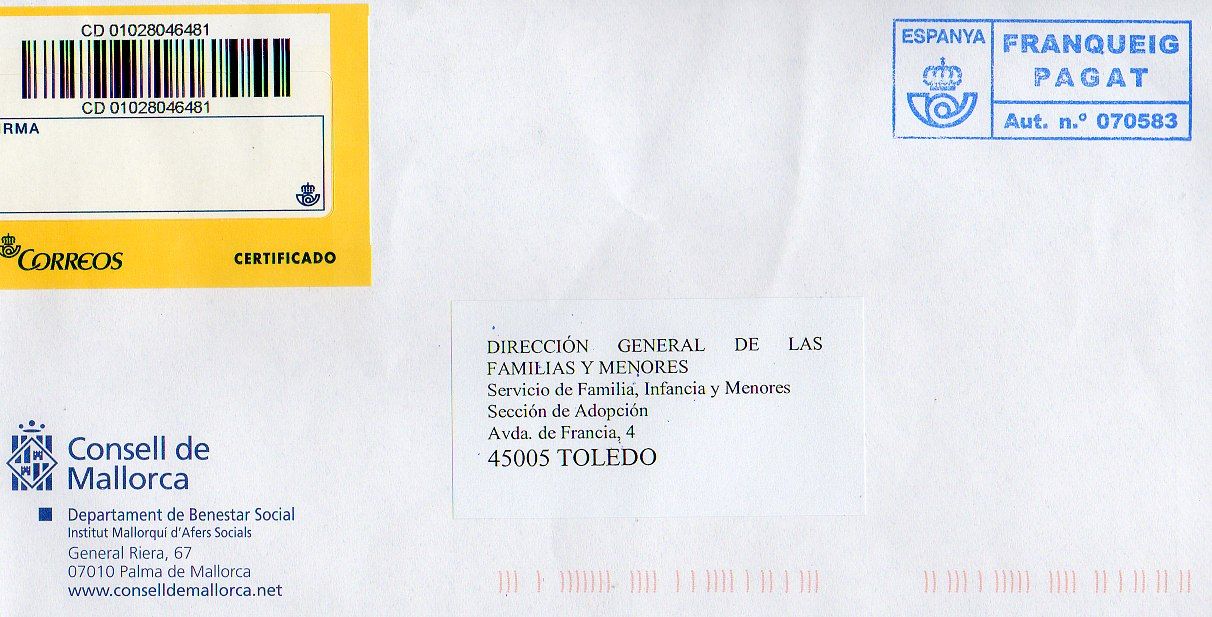 CD 01028046481
CD 01028046481
IRMA
CORREOS
CERTIFICADO
ESPANYA
FRANQUEIG
PAGAT
Aut. n.º 070583
DIRECCIÓN GENERAL DE LAS
FAMILIAS Y MENORES
Servicio de Familia, Infancia y Menores
Sección de Adopción
Avda. de Francia, 4
45005 TOLEDO
Consell de
Mallorca
Departament de Benestar Social
Institut Mallorquí d'Afers Socials
General Riera, 67
07010 Palma de Mallorca
www.conselldemallorca.net